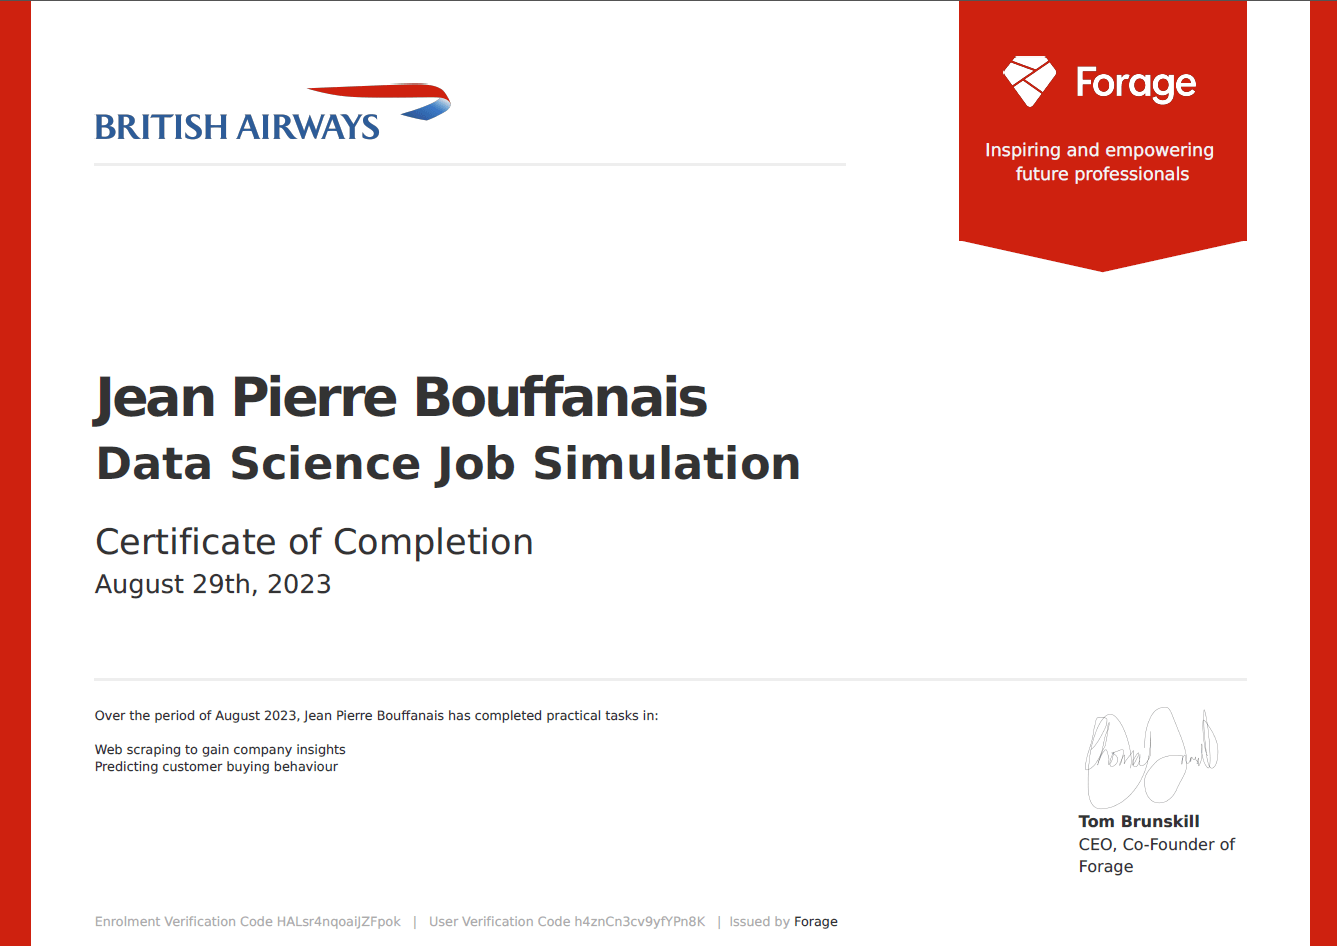 BRITISH AIRWAYS
Forage
Inspiring and empowering
future professionals
Jean Pierre Bouffanais
Data Science Job Simulation
Certificate of Completion
August 29th, 2023
Over the period of August 2023, Jean Pierre Bouffanais has completed practical tasks in:
Web scraping to gain company insights
Predicting customer buying behaviour
Tom Brunskill
CEO, Co-Founder of
Forage
Enrolment Verification Code HALsr4nqoaiJZFpok | User Verification Code h4znCn3cv9yfYPn8K | Issued by Forage